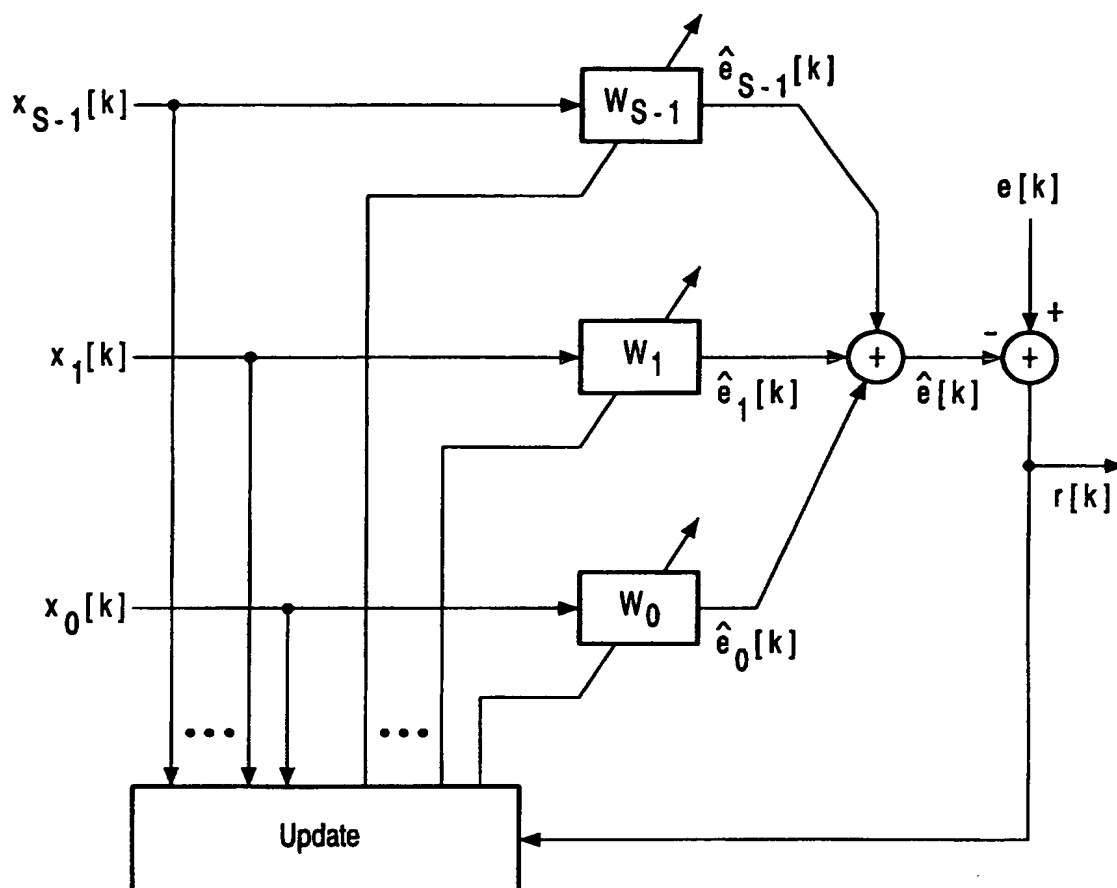 x_{S-1}[k]
W_{S-1}
ê_{S-1}[k]
e[k]
x_1[k]
W_1
ê_1[k]
+
ê[k]
-
+
+
r[k]
x_0[k]
W_0
ê_0[k]
...
...
Update